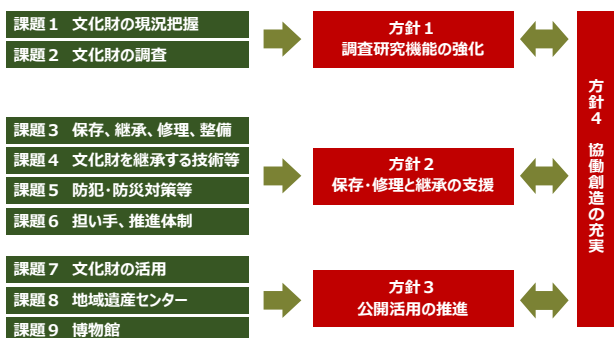 課題１　文化財の現況把握
課題２　文化財の調査
方針１
調査研究機能の強化
課題３　保存、継承、修理、整備
課題４　文化財を継承する技術等
課題５　防犯・防災対策等
課題６　担い手、推進体制
方針２
保存・修理と継承の支援
課題７　文化財の活用
課題８　地域遺産センター
課題９　博物館
方針３
公開活用の推進
方針４　協働創造の充実